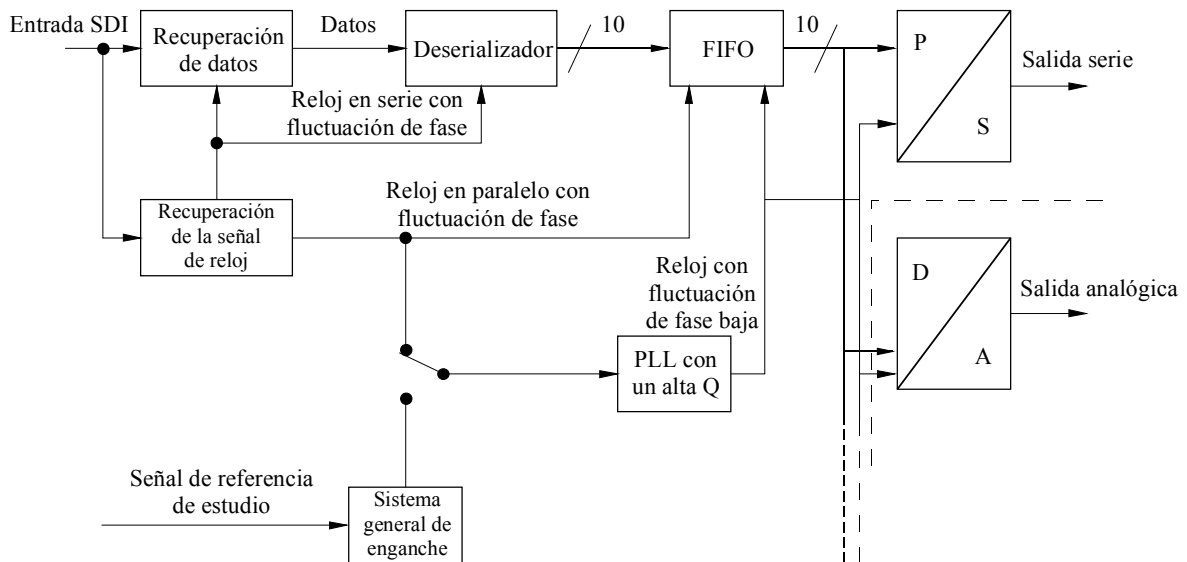 Entrada SDI
Recuperación
de datos
Datos
Deserializador
10
FIFO
10
P
S
Salida serie
Reloj en serie con
fluctuación de fase
Recuperación
de la señal
de reloj
Reloj en paralelo con
fluctuación de fase
Reloj con
fluctuación
de fase baja
D
A
Salida analógica
PLL con
un alta Q
Señal de referencia
de estudio
Sistema
general de
enganche